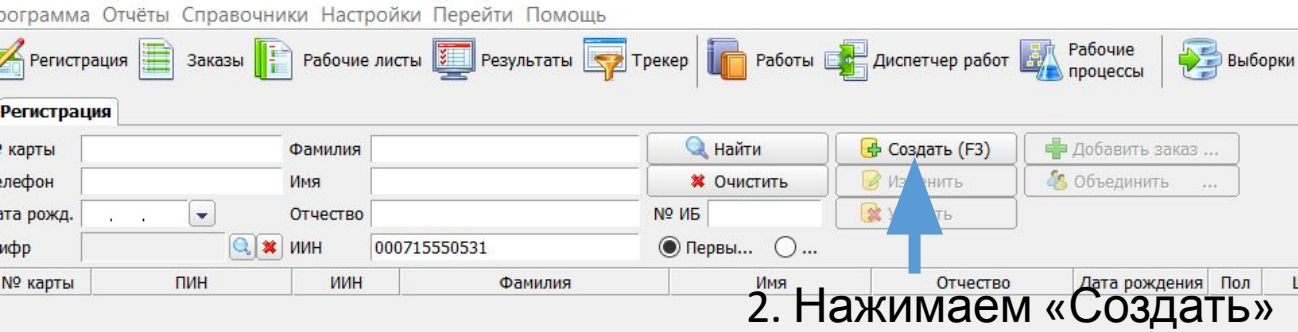 рограмма Отчёты Справочники Настройки Перейти Помощь
Регистрация Заказы Рабочие листы Результаты Трекер Работы Диспетчер работ Рабочие процессы Выборки
Регистрация
карты Фамилия Найти Создать (F3) Добавить заказ ...
елефон Имя Очистить Изменить Объединить ...
ата рожд. . . Отчество № ИБ
ифр ИИН 000715550531 Первы... ...
№ карты ПИН ИИН Фамилия Имя Отчество Дата рождения Пол
2. Нажимаем «Создать»